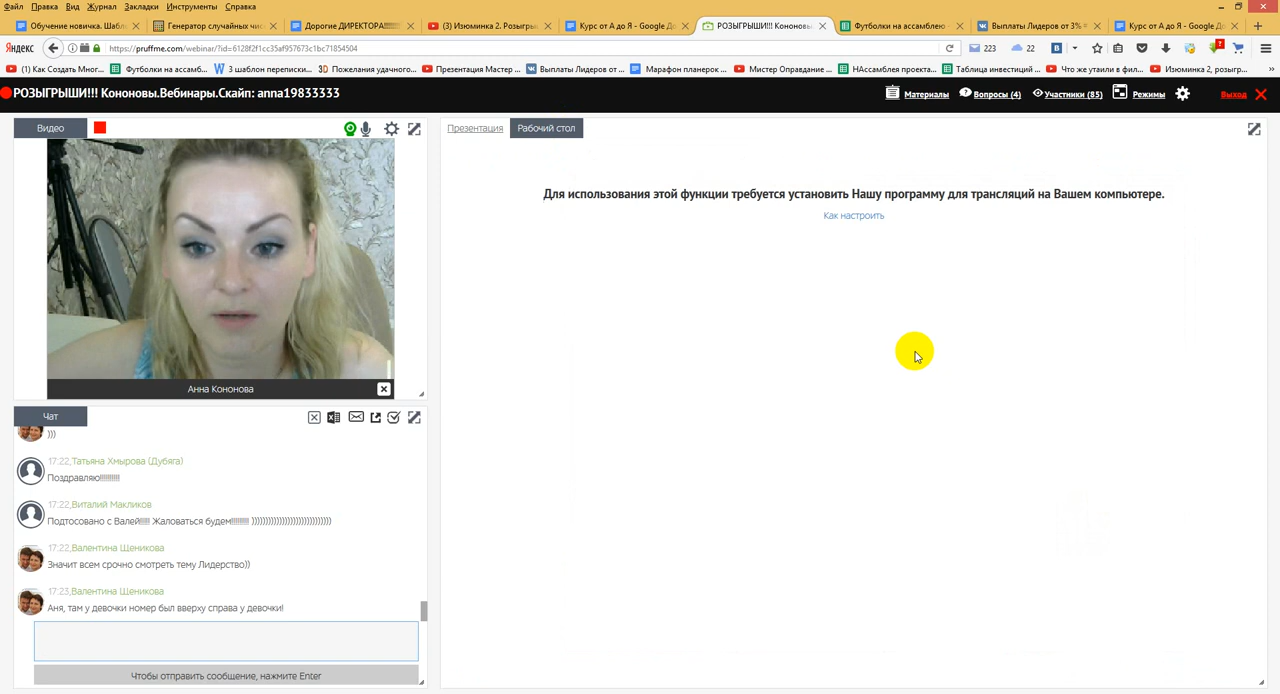 Файл Правка Вид Журнал Закладки Инструменты Справка
Обучение новичка. Шабл
Генератор случайных чис
Дорогие ДИРЕКТОРА!!!!!!!!!
(3) Изюминка 2. Розыгры
Курс от А до Я - Google До
РОЗЫГРЫШИ!!! Кононовы
Футболки на ассамблею -
Выплаты Лидеров от 3% =
Курс от А до Я - Google До
Яндекс
https://pruffme.com/webinar/?id=6128f2f1cc35af957673c1bc71854504
223
22
(1) Как Создать Мног...
Футболки на ассамб...
3 шаблон переписки...
Пожелания удачного...
Презентация Мастер ...
Выплаты Лидеров от ...
Марафон планерок ...
Мистер Оправдание ...
НАссамблея проекта...
Таблица инвестиций ...
Что же утаили в фил...
Изюминка 2, розыгр...
РОЗЫГРЫШИ!!! Кононовы.Вебинары.Скайп: anna19833333
Материалы
Вопросы (4)
Участники (85)
Режимы
Выход
Видео
Презентация
Рабочий стол
Для использования этой функции требуется установить Нашу программу для трансляций на Вашем компьютере.
Как настроить
Анна Кононова
Чат
)))
17:22,Татьяна Хмырова (Дубяга)
Поздравляю!!!!!!!!!!
17:22,Виталий Макликов
Подтосовано с Валей!!!!! Жаловаться будем!!!!!!!!! ))))))))))))))))))))))))))))))
17:22,Валентина Щеникова
Значит всем срочно смотреть тему Лидерство))
17:23,Валентина Щеникова
Аня, там у девочки номер был вверху справа у девочки!
Чтобы отправить сообщение, нажмите Enter